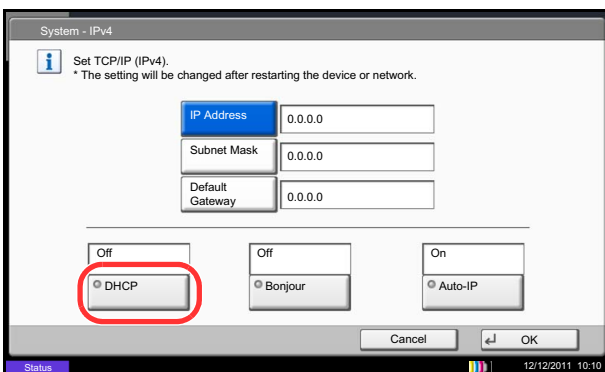 System - IPv4
Set TCP/IP (IPv4).
* The setting will be changed after restarting the device or network.
IP Address
0.0.0.0
Subnet Mask
0.0.0.0
Default
Gateway
0.0.0.0
Off
Off
On
DHCP
Bonjour
Auto-IP
Cancel
OK
Status
12/12/2011 10:10